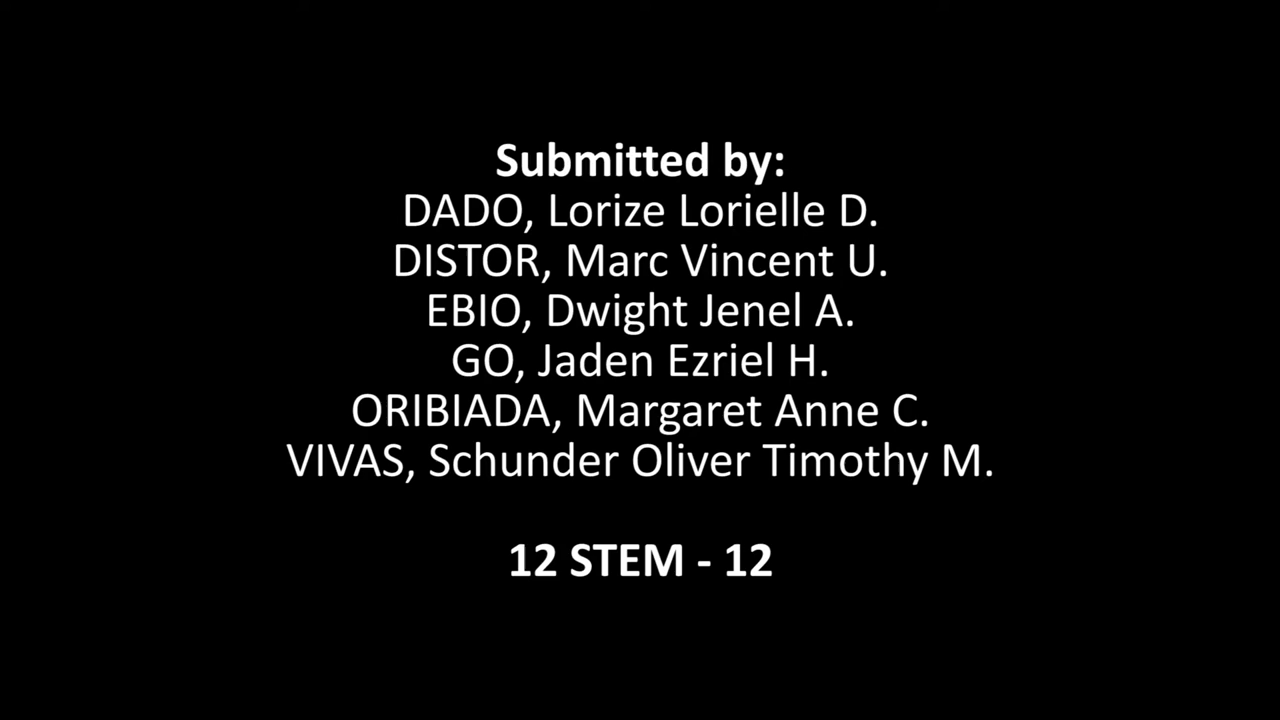 Submitted by:
DADO, Lorize Lorielle D.
DISTOR, Marc Vincent U.
EBIO, Dwight Jenel A.
GO, Jaden Ezriel H.
ORIBIADA, Margaret Anne C.
VIVAS, Schunder Oliver Timothy M.
12 STEM - 12